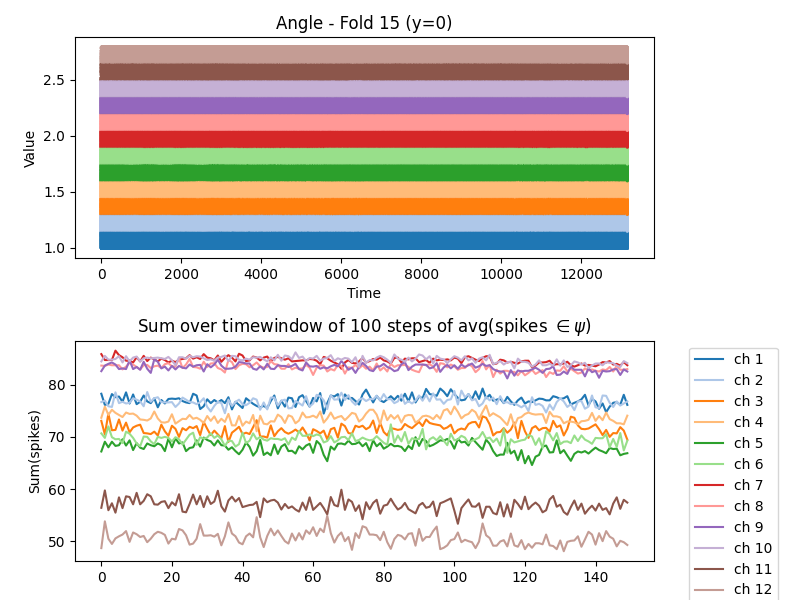 Angle - Fold 15 (y=0)
Value
2.5
2.0
1.5
1.0
0 2000 4000 6000 8000 10000 12000
Time
Sum over timewindow of 100 steps of avg(spikes ∈ψ)
Sum(spikes)
80
70
60
50
0 20 40 60 80 100 120 140
ch 1
ch 2
ch 3
ch 4
ch 5
ch 6
ch 7
ch 8
ch 9
ch 10
ch 11
ch 12